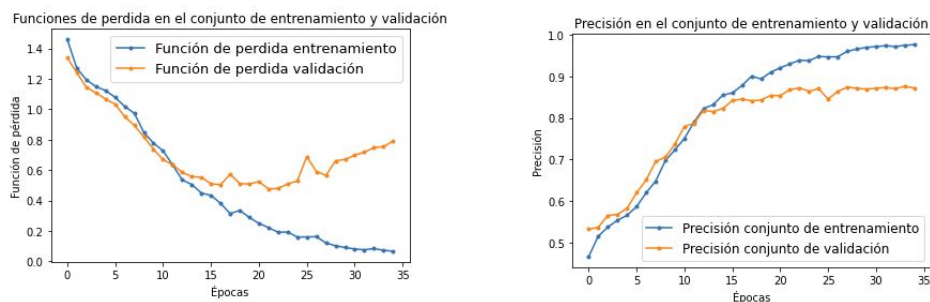 Funciones de perdida en el conjunto de entrenamiento y validación
Función de perdida entrenamiento
Función de perdida validación
Función de pérdida
1.4
1.2
1.0
0.8
0.6
0.4
0.2
0.0
0 5 10 15 20 25 30 35
Épocas
Precisión en el conjunto de entrenamiento y validación
Precisión
1.0
0.9
0.8
0.7
0.6
0.5
Precisión conjunto de entrenamiento
Precisión conjunto de validación
0 5 10 15 20 25 30 35
Épocas